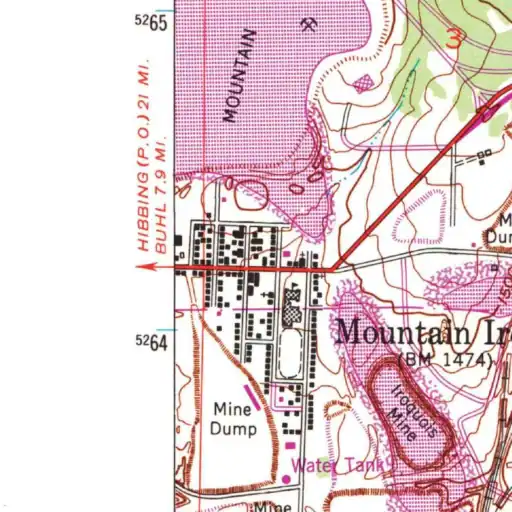 5265
MOUNTAIN
3
HIBBING (P. O.) 21 MI.
BUHL 7.9 MI.
5264
Mountain
(BM 1474)
Iroquois
Mine
Mine
Dump
Water Tank
Mine